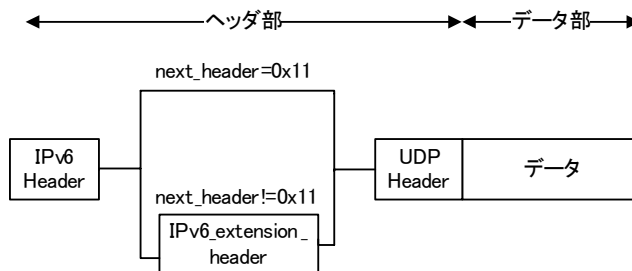 ヘッダ部
データ部
next_header=0x11
IPv6
Header
UDP
Header
データ
next_header!=0x11
IPv6_extension_
header